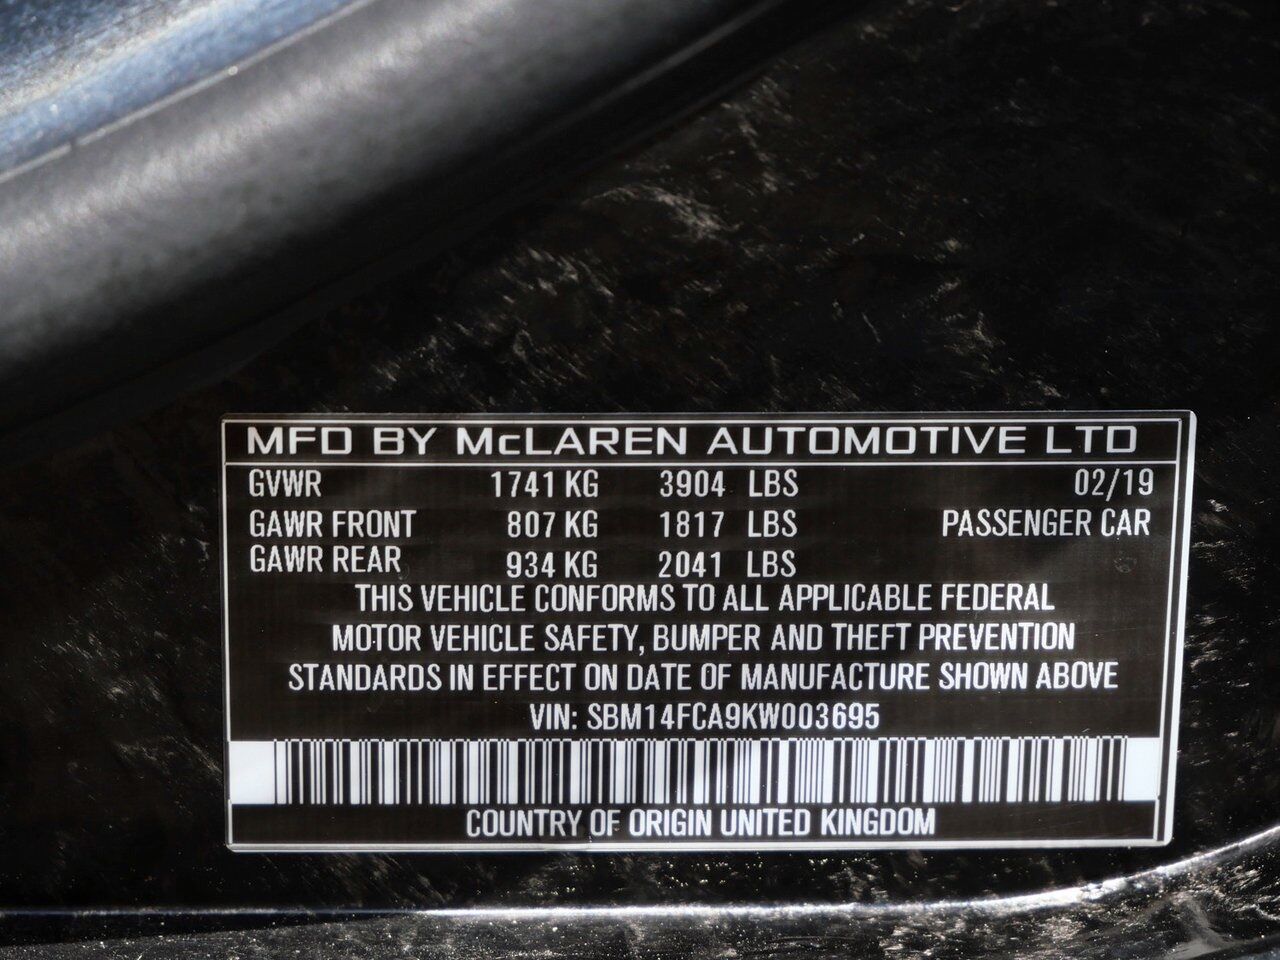 MFD BY McLAREN AUTOMOTIVE LTD
GVWR 1741 KG 3904 LBS 02/19
GAWR FRONT 807 KG 1817 LBS PASSENGER CAR
GAWR REAR 934 KG 2041 LBS
THIS VEHICLE CONFORMS TO ALL APPLICABLE FEDERAL
MOTOR VEHICLE SAFETY, BUMPER AND THEFT PREVENTION
STANDARDS IN EFFECT ON DATE OF MANUFACTURE SHOWN ABOVE
VIN: SBM14FCA9KW003695
COUNTRY OF ORIGIN UNITED KINGDOM